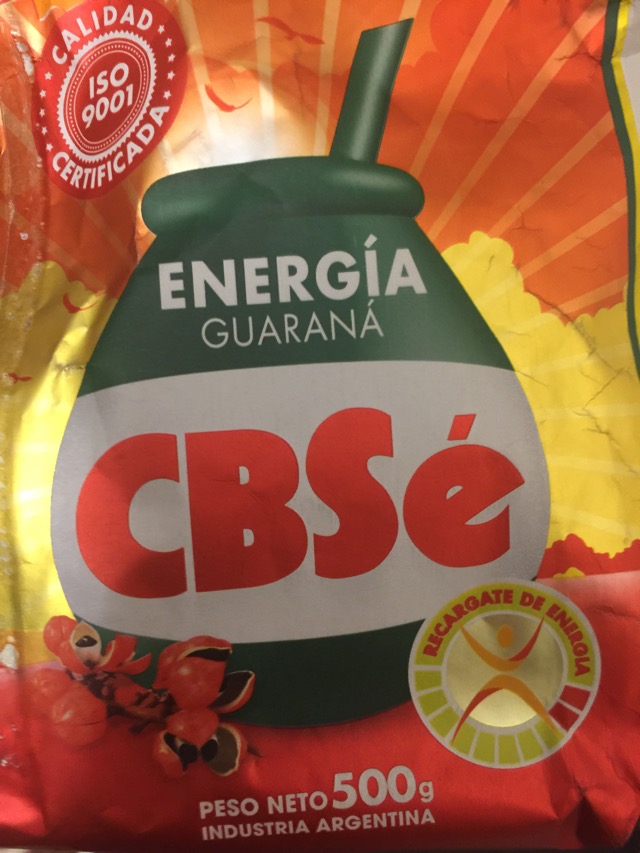 CALIDAD
ISO
9001
CERTIFICADA
ENERGÍA
GUARANÁ
CBSé
RECARGATE DE ENERGIA
PESO NETO 500g
INDUSTRIA ARGENTINA